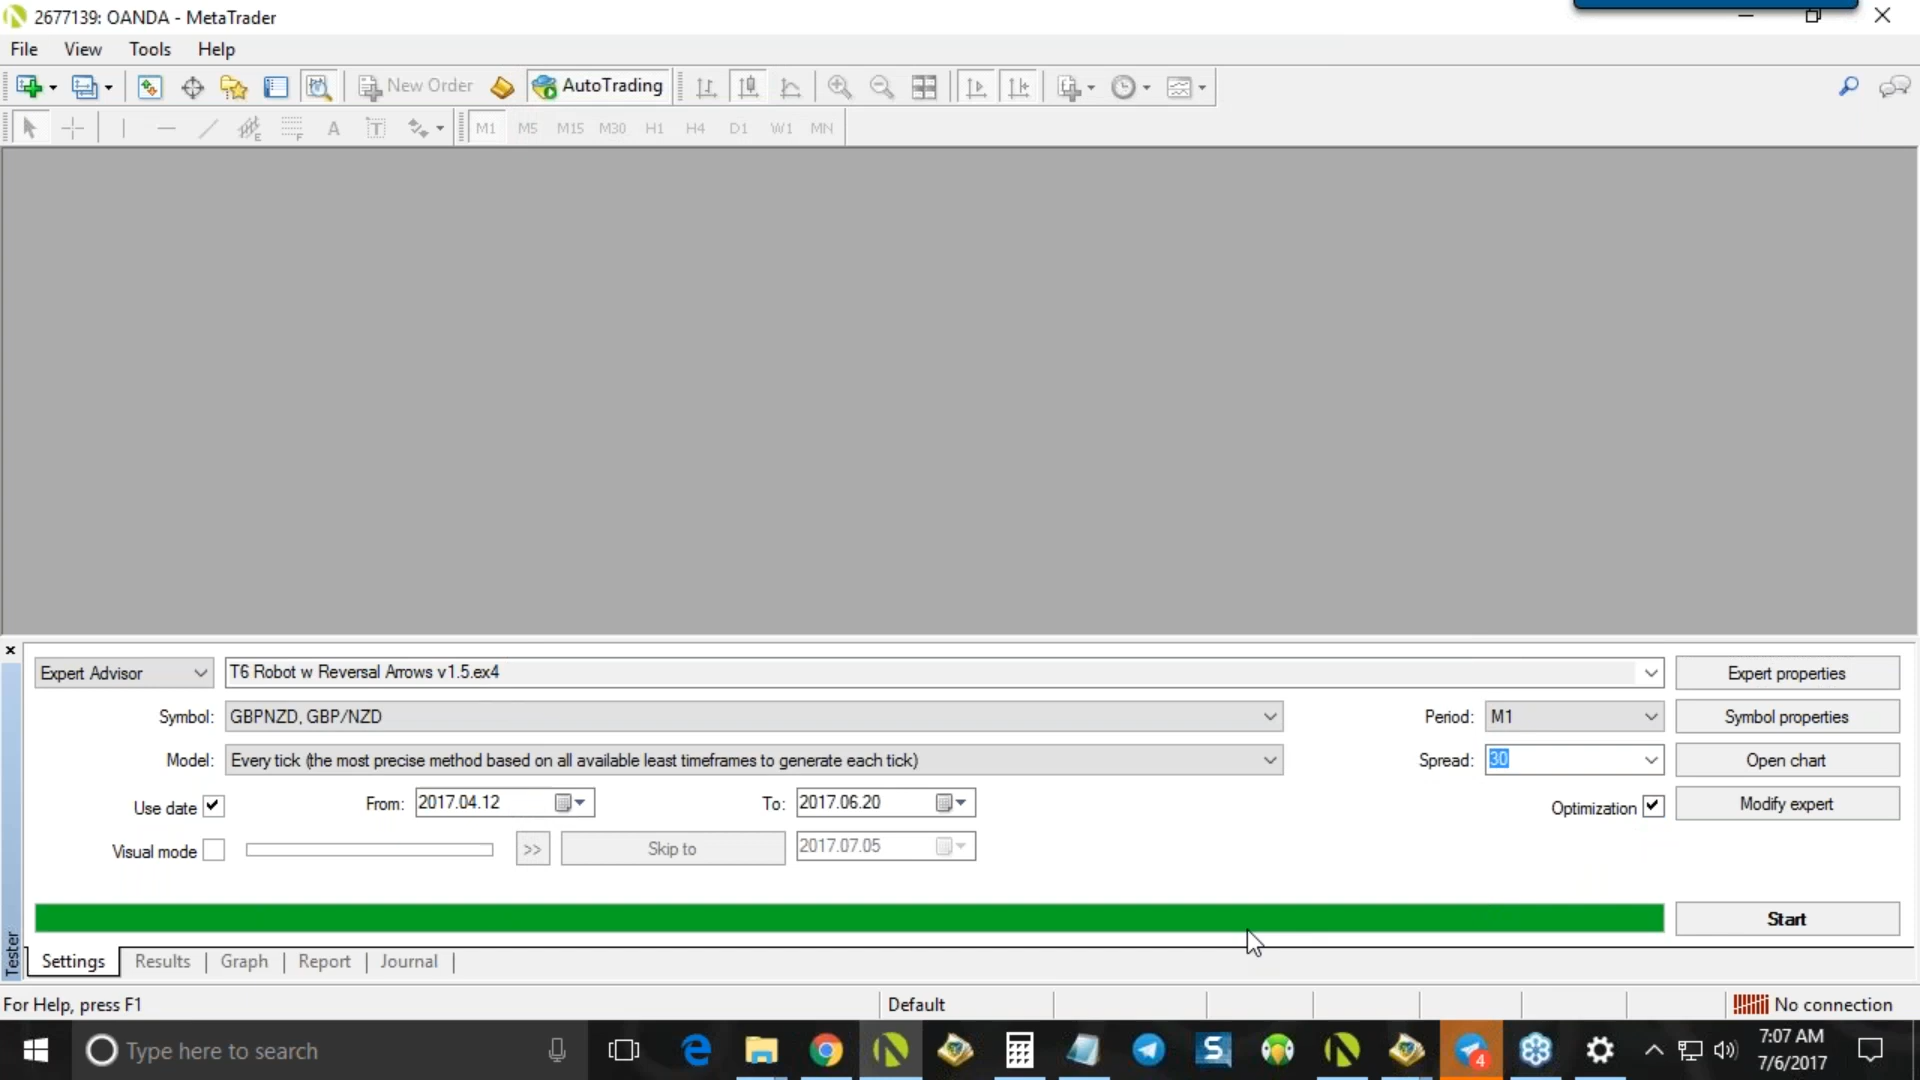 2677139: OANDA - MetaTrader
File View Tools Help
New Order AutoTrading
A T M1 M5 M15 M30 H1 H4 D1 W1 MN
Expert Advisor T6 Robot w Reversal Arrows v1.5.ex4 Expert properties
Symbol: GBPNZD, GBP/NZD Period: M1 Symbol properties
Model: Every tick (the most precise method based on all available least timeframes to generate each tick) Spread: 30 Open chart
Use date From: 2017.04.12 To: 2017.06.20 Optimization Modify expert
Visual mode >> Skip to 2017.07.05
Start
Tester
Settings Results Graph Report Journal
For Help, press F1 Default No connection
Type here to search 4 7:07 AM
7/6/2017